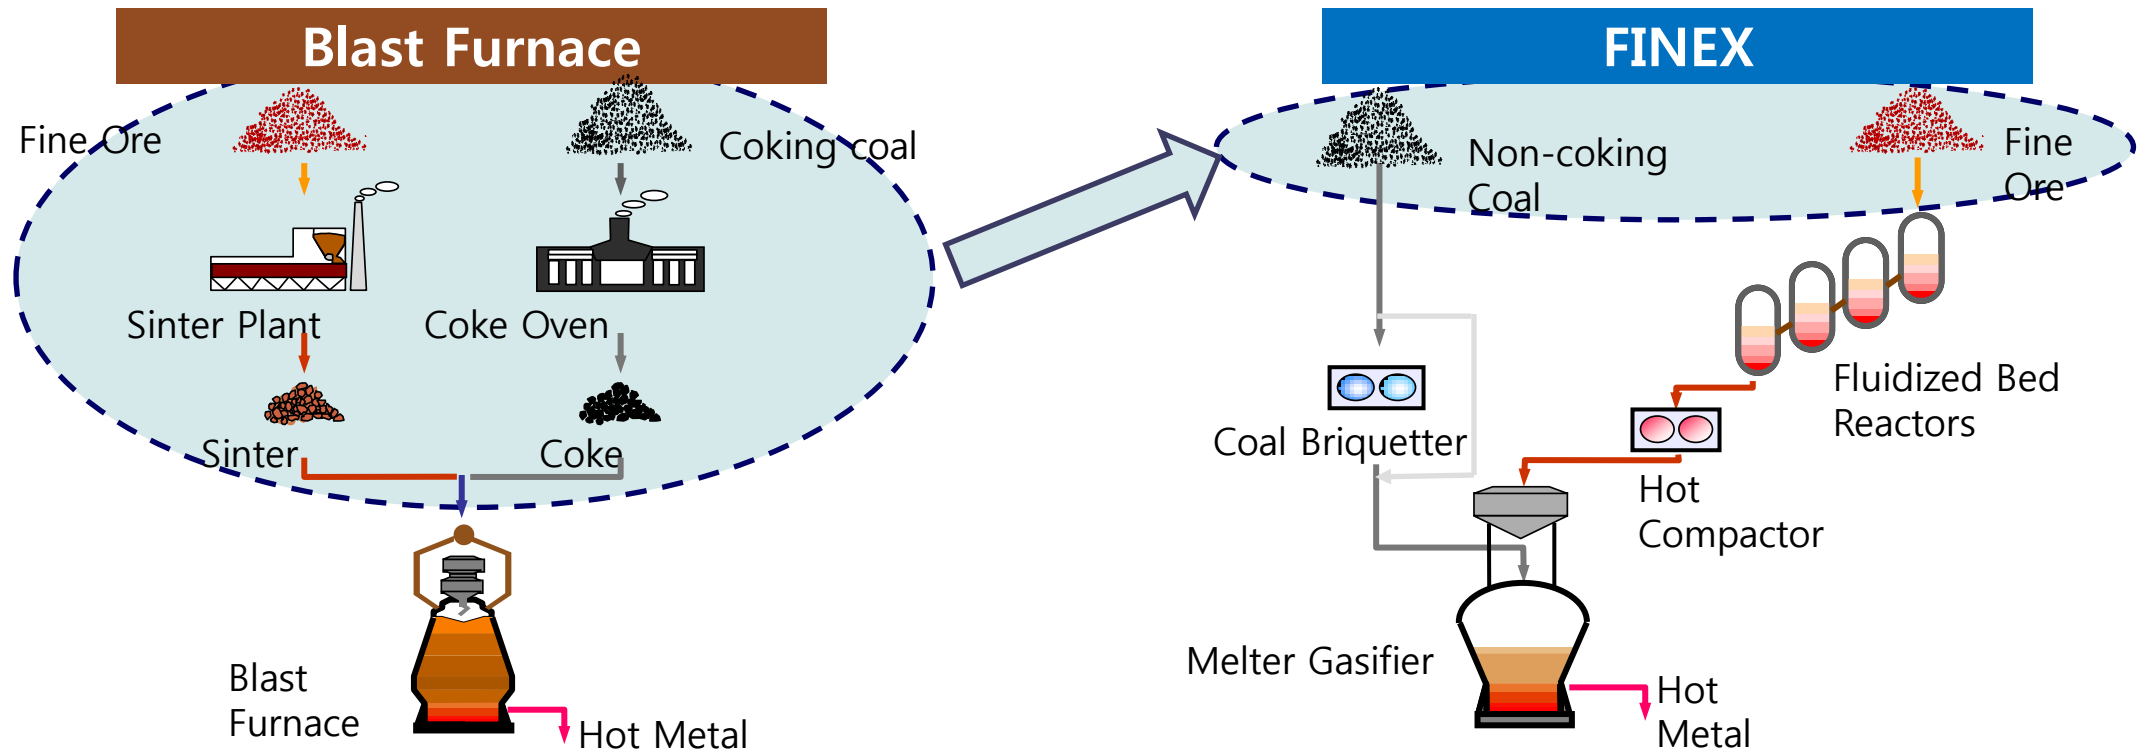 Blast Furnace
Fine Ore
Coking coal
Sinter Plant
Coke Oven
Sinter
Coke
Blast
Furnace
Hot Metal
FINEX
Non-coking
Coal
Fine
Ore
Fluidized Bed
Reactors
Coal Briquetter
Hot
Compactor
Melter Gasifier
Hot
Metal